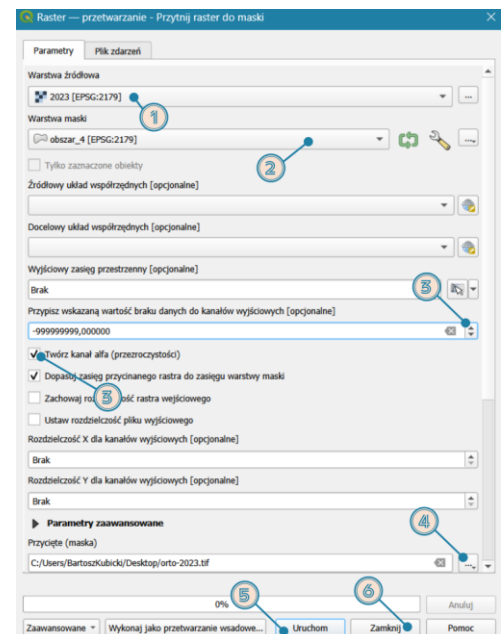 Raster — przetwarzanie - Przytnij raster do maski
Parametry
Plik zdarzeń
Warstwa źródłowa
2023 [EPSG:2179]
1
Warstwa maski
obszar_4 [EPSG:2179]
2
Tylko zaznaczone obiekty
Źródłowy układ współrzędnych [opcjonalne]
Docelowy układ współrzędnych [opcjonalne]
Wyjściowy zasięg przestrzenny [opcjonalne]
Brak
3
Przypisz wskazaną wartość braku danych do kanałów wyjściowych [opcjonalne]
-999999999,000000
Twórz kanał alfa (przezroczystości)
Dopasuj zasięg przycinanego rastra do zasięgu warstwy maski
Zachowaj ść rastra wejściowego
3
Ustaw rozdzielczość pliku wyjściowego
Rozdzielczość X dla kanałów wyjściowych [opcjonalne]
Brak
Rozdzielczość Y dla kanałów wyjściowych [opcjonalne]
Brak
Parametry zaawansowane
4
Przycięte (maska)
C:/Users/BartoszKubicki/Desktop/orto-2023.tif
5
6
0%
Anuluj
Zaawansowane
Wykonaj jako przetwarzanie wsadowe...
Uruchom
Zamknij
Pomoc